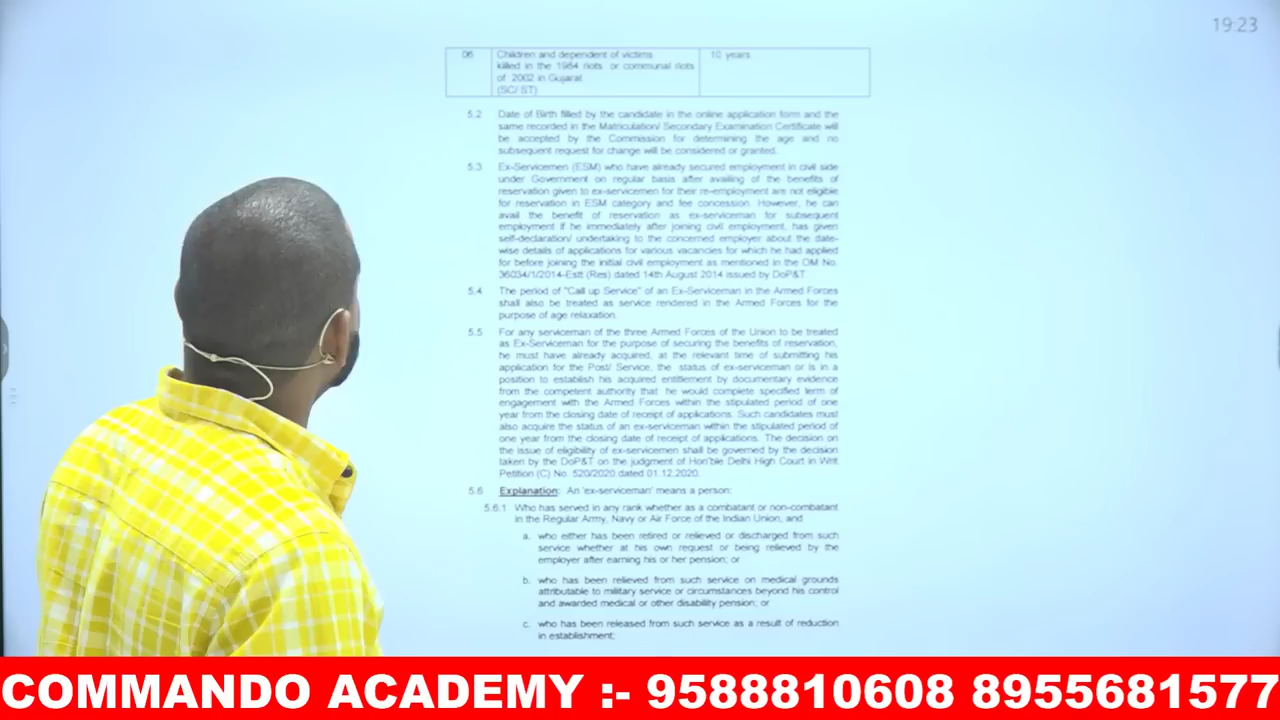 19:23
06 Children and dependent of victims 10 years
killed in the 1984 riots or communal riots
of 2002 in Gujarat
(SC/ ST)
5.2 Date of Birth filled by the candidate in the online application form and the
same recorded in the Matriculation/ Secondary Examination Certificate will
be accepted by the Commission for determining the age and no
subsequent request for change will be considered or granted.
5.3 Ex-Servicemen (ESM) who have already secured employment in civil side
under Government on regular basis after availing of the benefits of
reservation given to ex-servicemen for their re-employment are not eligible
for reservation in ESM category and fee concession. However, he can
avail the benefit of reservation as ex-serviceman for subsequent
employment if he immediately after joining civil employment, has given
self-declaration/ undertaking to the concerned employer about the date-
wise details of applications for various vacancies for which he had applied
for before joining the initial civil employment as mentioned in the OM No.
36034/1/2014-Estt (Res) dated 14th August 2014 issued by DoP&T.
5.4 The period of "Call up Service" of an Ex-Serviceman in the Armed Forces
shall also be treated as service rendered in the Armed Forces for the
purpose of age relaxation.
5.5 For any serviceman of the three Armed Forces of the Union to be treated
as Ex-Serviceman for the purpose of securing the benefits of reservation,
he must have already acquired, at the relevant time of submitting his
application for the Post/ Service, the status of ex-serviceman or is in a
position to establish his acquired entitlement by documentary evidence
from the competent authority that he would complete specified term of
engagement with the Armed Forces within the stipulated period of one
year from the closing date of receipt of applications. Such candidates must
also acquire the status of an ex-serviceman within the stipulated period of
one year from the closing date of receipt of applications. The decision on
the issue of eligibility of ex-servicemen shall be governed by the decision
taken by the DoP&T on the judgment of Hon'ble Delhi High Court in Writ
Petition (C) No. 520/2020 dated 01.12.2020.
5.6 Explanation: An 'ex-serviceman' means a person:
5.6.1 Who has served in any rank whether as a combatant or non-combatant
in the Regular Army, Navy or Air Force of the Indian Union, and
a. who either has been retired or relieved or discharged from such
service whether at his own request or being relieved by the
employer after earning his or her pension; or
b. who has been relieved from such service on medical grounds
attributable to military service or circumstances beyond his control
and awarded medical or other disability pension; or
c. who has been released from such service as a result of reduction
in establishment;
COMMANDO ACADEMY :- 9588810608 8955681577